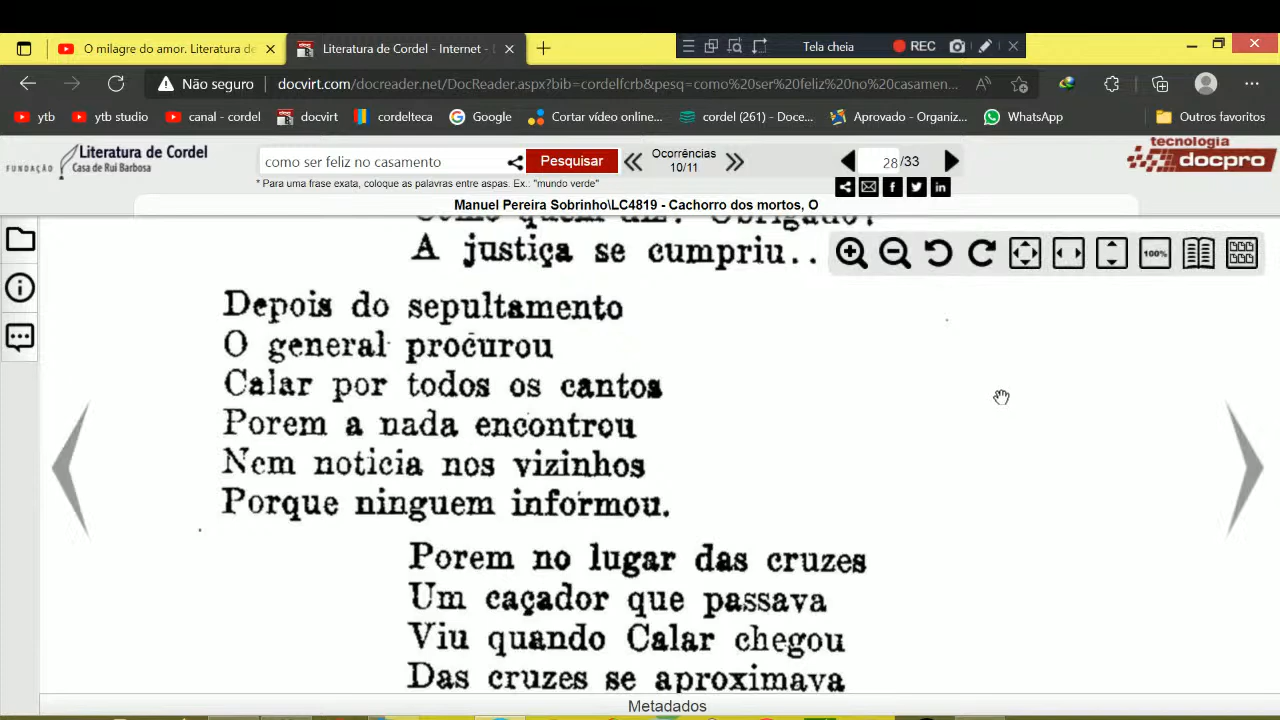 O milagre do amor. Literatura de
Literatura de Cordel - Internet -
Tela cheia
REC
Não seguro
docvirt.com/docreader.net/DocReader.aspx?bib=cordelfcrb&pesq=como%20ser%20feliz%20no%20casamen...
ytb
ytb studio
canal - cordel
docvirt
cordelteca
Google
Cortar vídeo online...
cordel (261) - Doce...
Aprovado - Organiz...
WhatsApp
Outros favoritos
FUNDAÇÃO
Literatura de Cordel
Casa de Rui Barbosa
como ser feliz no casamento
Pesquisar
Ocorrências
10/11
28 /33
tecnologia
docpro
* Para uma frase exata, coloque as palavras entre aspas. Ex.: "mundo verde"
Manuel Pereira Sobrinho\LC4819 - Cachorro dos mortos, O
Como quem diz: Obrigado!
A justiça se cumpriu..
100%
Depois do sepultamento
O general procurou
Calar por todos os cantos
Porem a nada encontrou
Nem noticia nos vizinhos
Porque ninguem informou.
Porem no lugar das cruzes
Um caçador que passava
Viu quando Calar chegou
Das cruzes se aproximava
Metadados